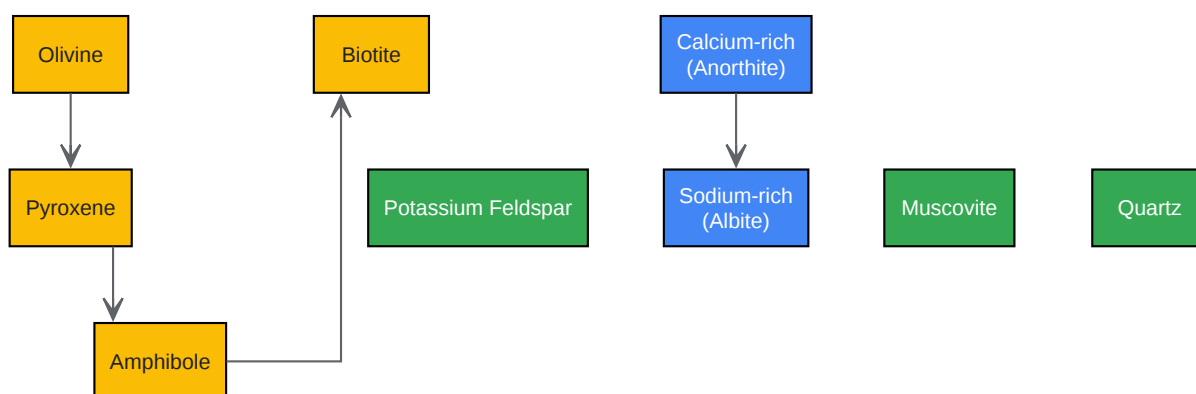 Olivine
Biotite
Calcium-rich
(Anorthite)
Pyroxene
Potassium Feldspar
Sodium-rich
(Albite)
Muscovite
Quartz
Amphibole